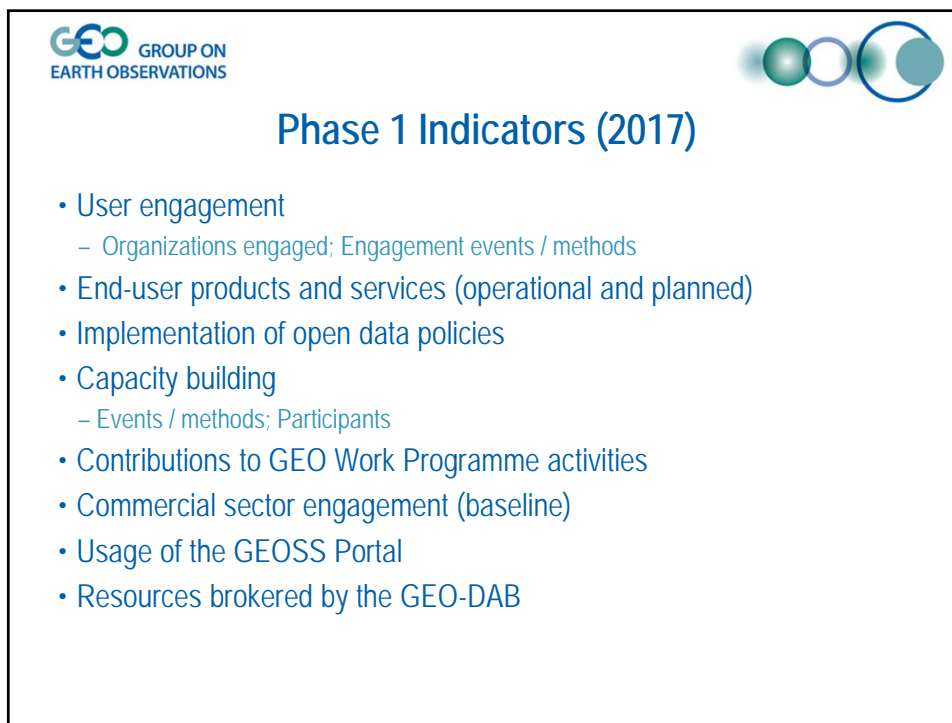 GEO GROUP ON
EARTH OBSERVATIONS
Phase 1 Indicators (2017)
• User engagement
– Organizations engaged; Engagement events / methods
• End-user products and services (operational and planned)
• Implementation of open data policies
• Capacity building
– Events / methods; Participants
• Contributions to GEO Work Programme activities
• Commercial sector engagement (baseline)
• Usage of the GEOSS Portal
• Resources brokered by the GEO-DAB